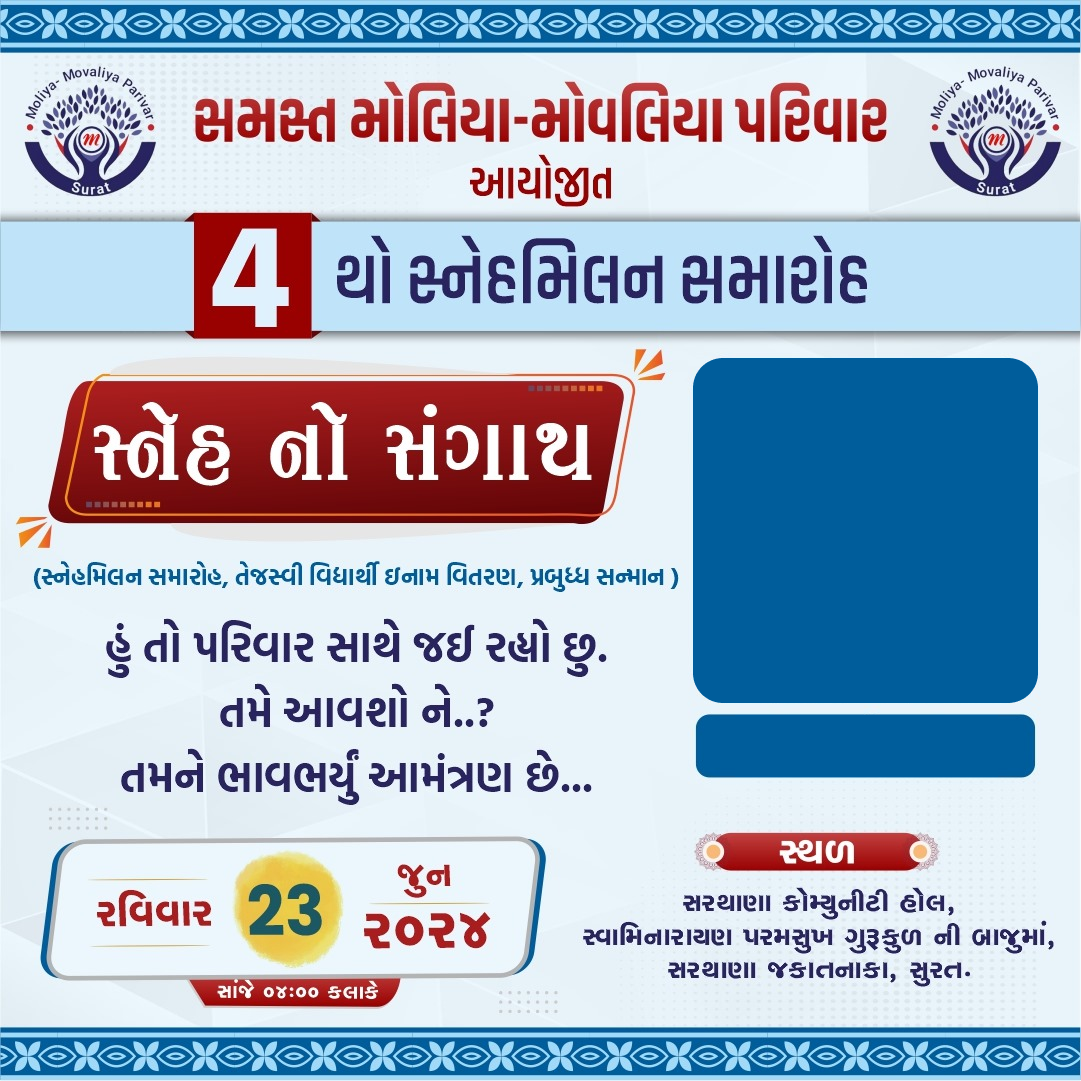 Moliya- Movaliya Parivar
m
Surat
સમસ્ત મોલિયા-મોવલિયા પરિવાર
આયોજીત
Moliya- Movaliya Parivar
m
Surat
4 થો સ્નેહમિલન સમારોહ
સ્નેહ નો સંગાથ
(સ્નેહમિલન સમારોહ, તેજસ્વી વિદ્યાર્થી ઇનામ વિતરણ, પ્રબુધ્ધ સન્માન )
હું તો પરિવાર સાથે જઈ રહ્યો છુ.
તમે આવશો ને..?
તમને ભાવભર્યું આમંત્રણ છે...
રવિવાર 23 જુન
૨૦૨૪
સાંજે ૦૪:૦૦ કલાકે
સ્થળ
સરથાણા કોમ્યુનીટી હોલ,
સ્વામિનારાયણ પરમસુખ ગુરૂકુળ ની બાજુમાં,
સરથાણા જકાતનાકા, સુરત.